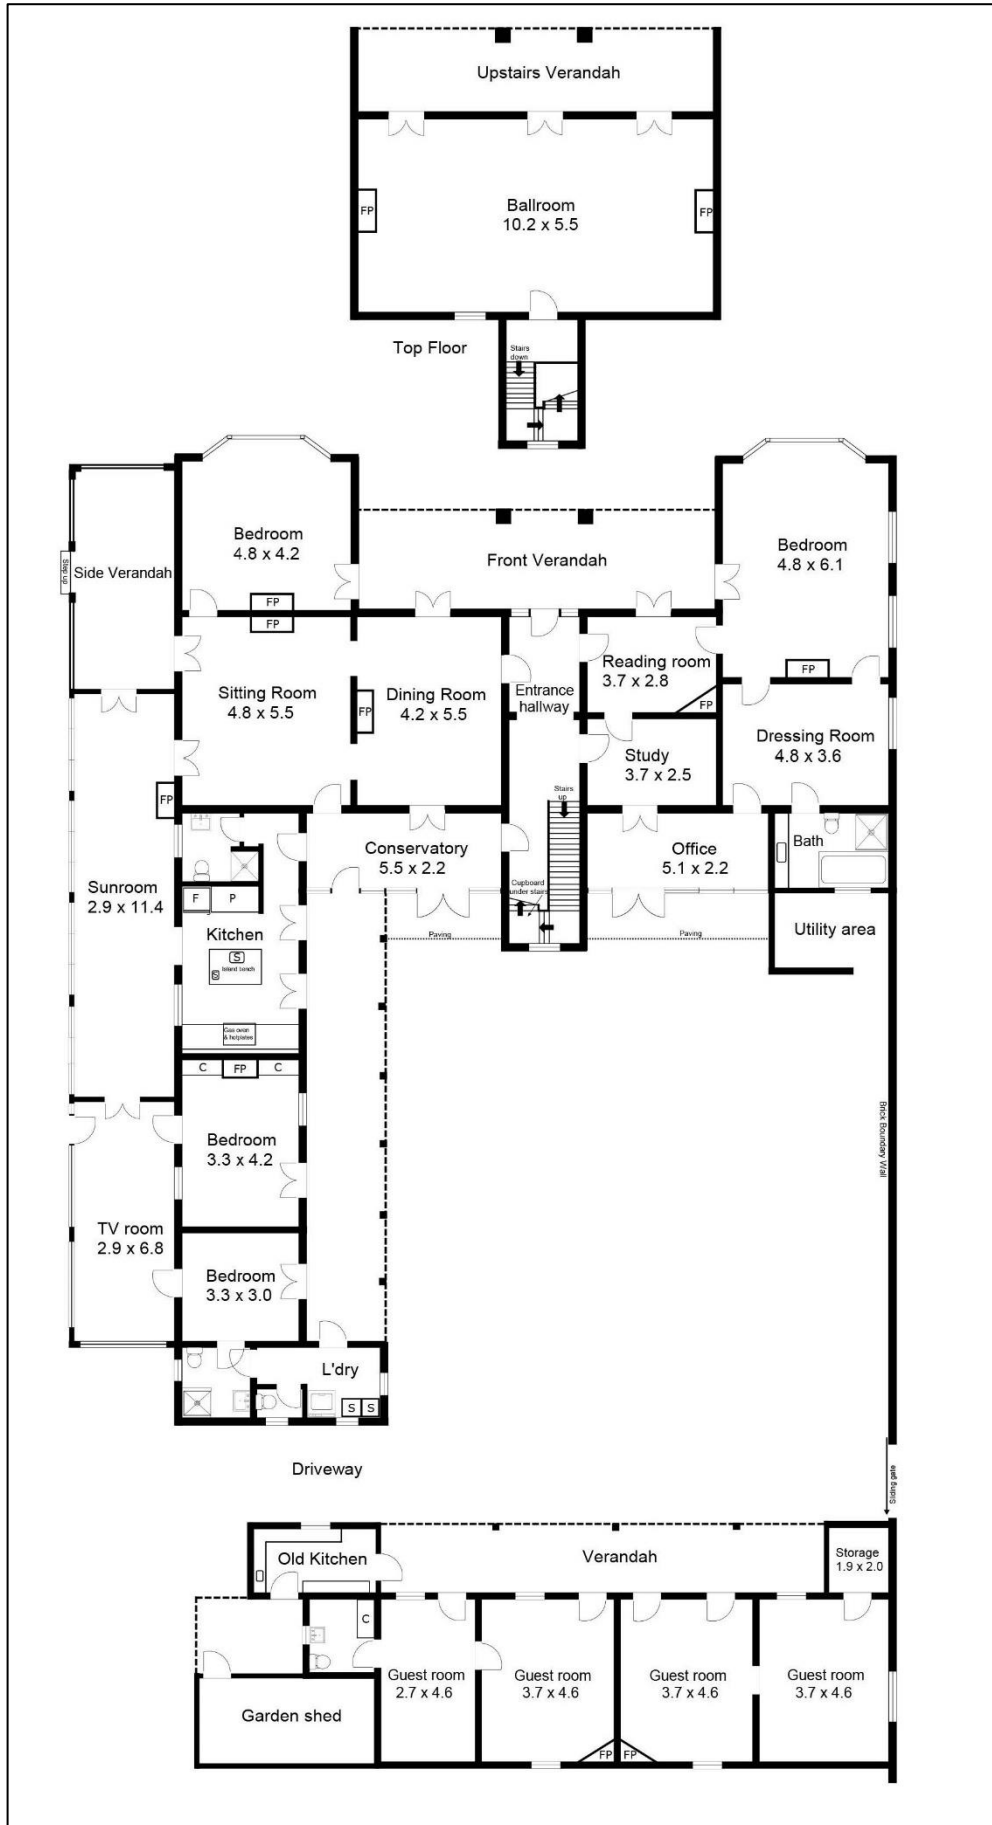 Upstairs Verandah
FP
Ballroom
10.2 x 5.5
FP
Top Floor
Stairs
down
Side Verandah
Step up
Bedroom
4.8 x 4.2
FP
FP
Front Verandah
Bedroom
4.8 x 6.1
FP
Sitting Room
4.8 x 5.5
FP
Dining Room
4.2 x 5.5
Entrance
hallway
Reading room
3.7 x 2.8
FP
Study
3.7 x 2.5
Dressing Room
4.8 x 3.6
Stairs
up
FP
Conservatory
5.5 x 2.2
Cupboard
under stairs
Office
5.1 x 2.2
Bath
Sunroom
2.9 x 11.4
F
P
Kitchen
S
S
Island bench
Gas oven
& hotplates
Paving
Paving
Utility area
C
FP
C
Bedroom
3.3 x 4.2
Brick Boundary Wall
TV room
2.9 x 6.8
Bedroom
3.3 x 3.0
L'dry
S
S
Driveway
Sliding gate
Old Kitchen
Verandah
Storage
1.9 x 2.0
C
Guest room
2.7 x 4.6
Guest room
3.7 x 4.6
Guest room
3.7 x 4.6
Guest room
3.7 x 4.6
Garden shed
FP
FP